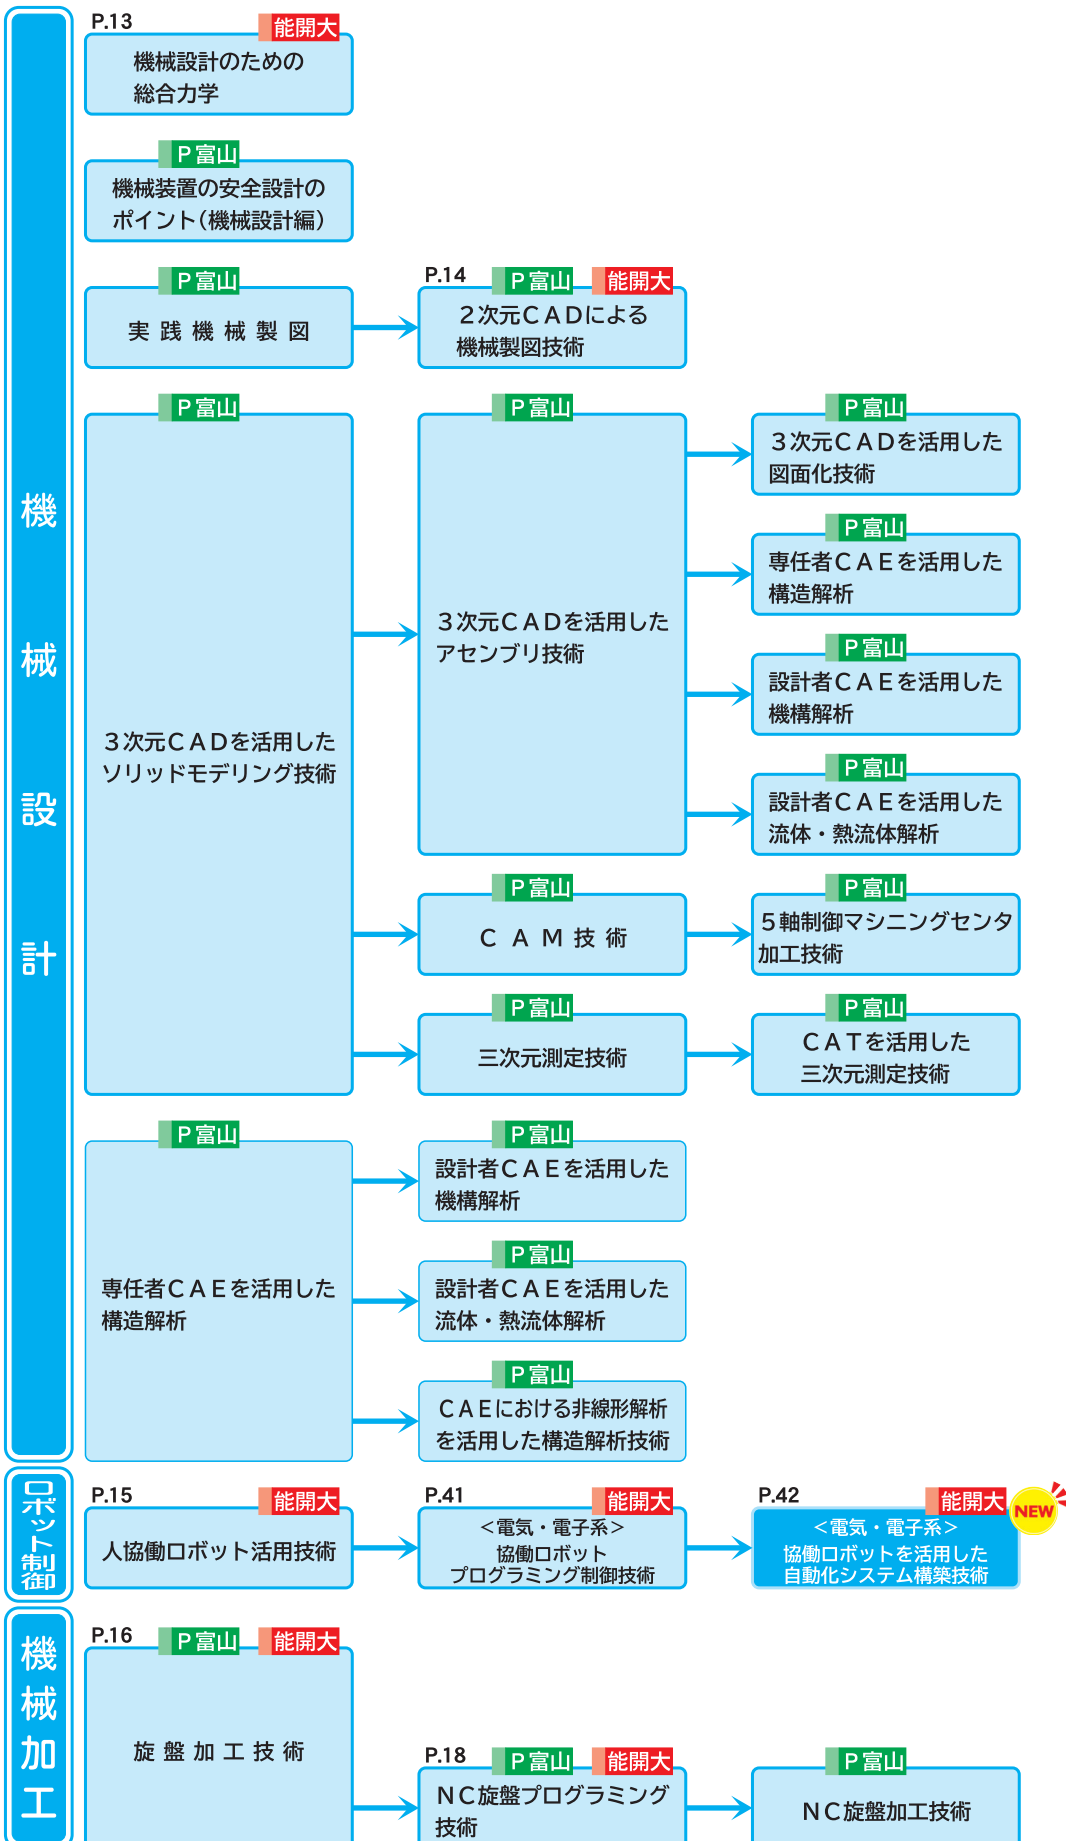 機械設計
P.13
能開大
機械設計のための
総合力学
P富山
機械装置の安全設計の
ポイント(機械設計編)
P富山
実践機械製図
P.14
P富山
能開大
2次元CADによる
機械製図技術
P富山
3次元CADを活用した
ソリッドモデリング技術
P富山
3次元CADを活用した
アセンブリ技術
P富山
3次元CADを活用した
図面化技術
P富山
専任者CAEを活用した
構造解析
P富山
設計者CAEを活用した
機構解析
P富山
設計者CAEを活用した
流体・熱流体解析
P富山
CAM技術
P富山
5軸制御マシニングセンタ
加工技術
P富山
三次元測定技術
P富山
CATを活用した
三次元測定技術
P富山
専任者CAEを活用した
構造解析
P富山
設計者CAEを活用した
機構解析
P富山
設計者CAEを活用した
流体・熱流体解析
P富山
CAEにおける非線形解析
を活用した構造解析技術
ロボット制御
P.15
能開大
人協働ロボット活用技術
P.41
能開大
<電気・電子系>
協働ロボット
プログラミング制御技術
P.42
能開大
NEW
<電気・電子系>
協働ロボットを活用した
自動化システム構築技術
機械加工
P.16
P富山
能開大
旋盤加工技術
P.18
P富山
能開大
NC旋盤プログラミング
技術
P富山
NC旋盤加工技術